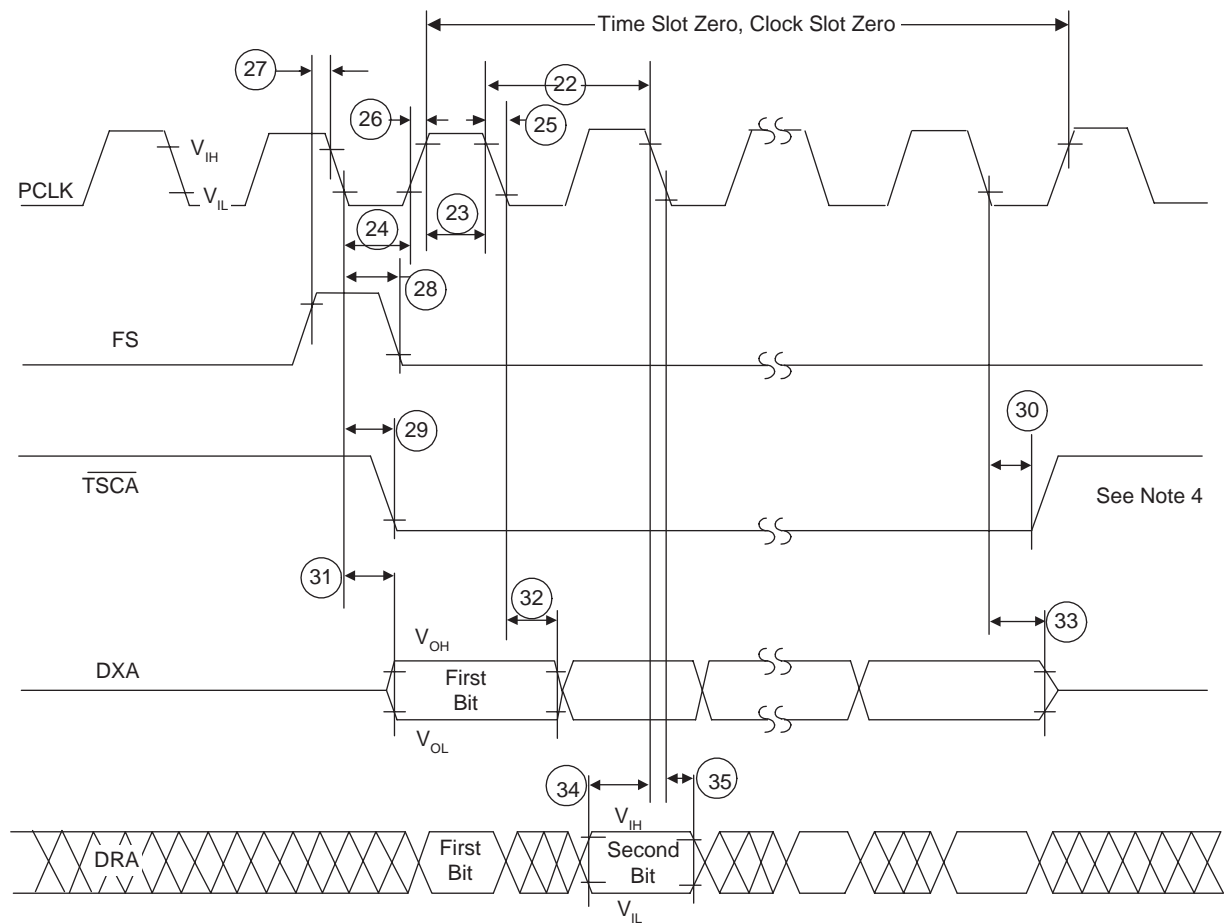 Time Slot Zero, Clock Slot Zero
27
22
26
25
V_IH
PCLK
V_IL
24
23
28
FS
29
30
TSCA
See Note 4
31
32
33
V_OH
DXA
First
Bit
V_OL
34
35
V_IH
DRA
First
Bit
Second
Bit
V_IL